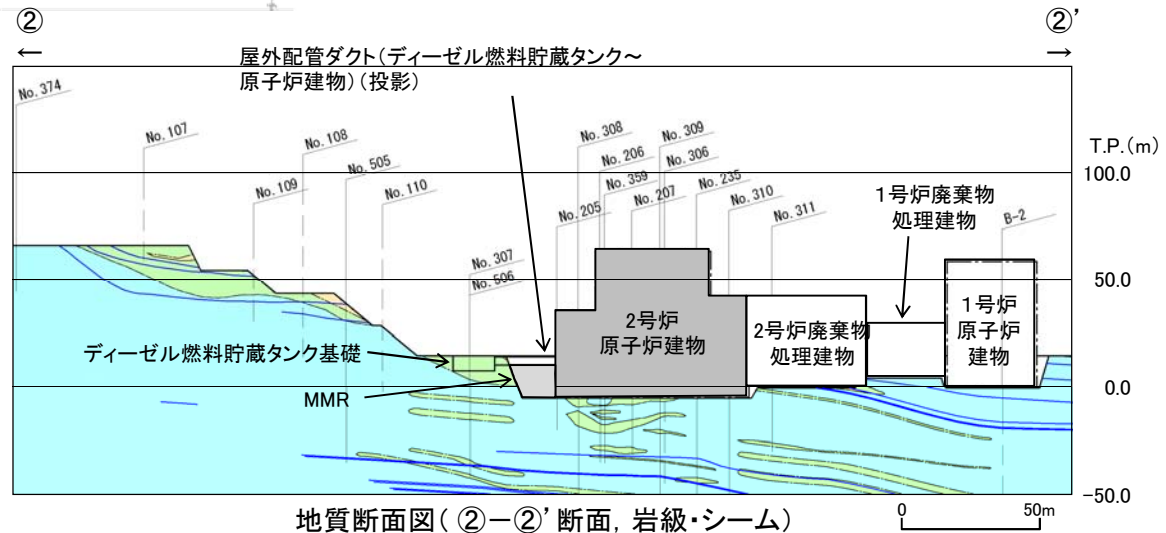 ②
②'
←
→
屋外配管ダクト(ディーゼル燃料貯蔵タンク～
原子炉建物)(投影)
No. 374
No. 107
No. 108
No. 505
No. 109
No. 110
No. 308
No. 309
No. 206
No. 306
No. 359
No. 235
No. 205
No. 207
No. 310
No. 311
No. 307
No. 506
B-2
T.P.(m)
100.0
50.0
0.0
-50.0
1号炉廃棄物
処理建物
2号炉
原子炉建物
2号炉廃棄物
処理建物
1号炉
原子炉
建物
ディーゼル燃料貯蔵タンク基礎
MMR
地質断面図(②－②'断面, 岩級・シーム)
0
50m